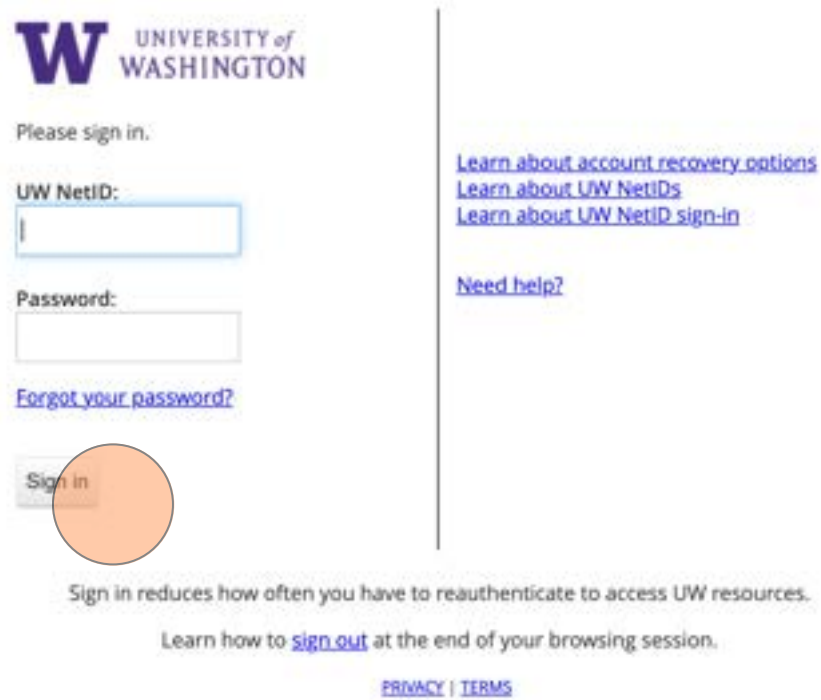 W UNIVERSITY of
WASHINGTON
Please sign in.
UW NetID:
Password:
Forgot your password?
Sign in
Learn about account recovery options
Learn about UW NetIDs
Learn about UW NetID sign-in
Need help?
Sign in reduces how often you have to reauthenticate to access UW resources.
Learn how to sign out at the end of your browsing session.
PRIVACY | TERMS